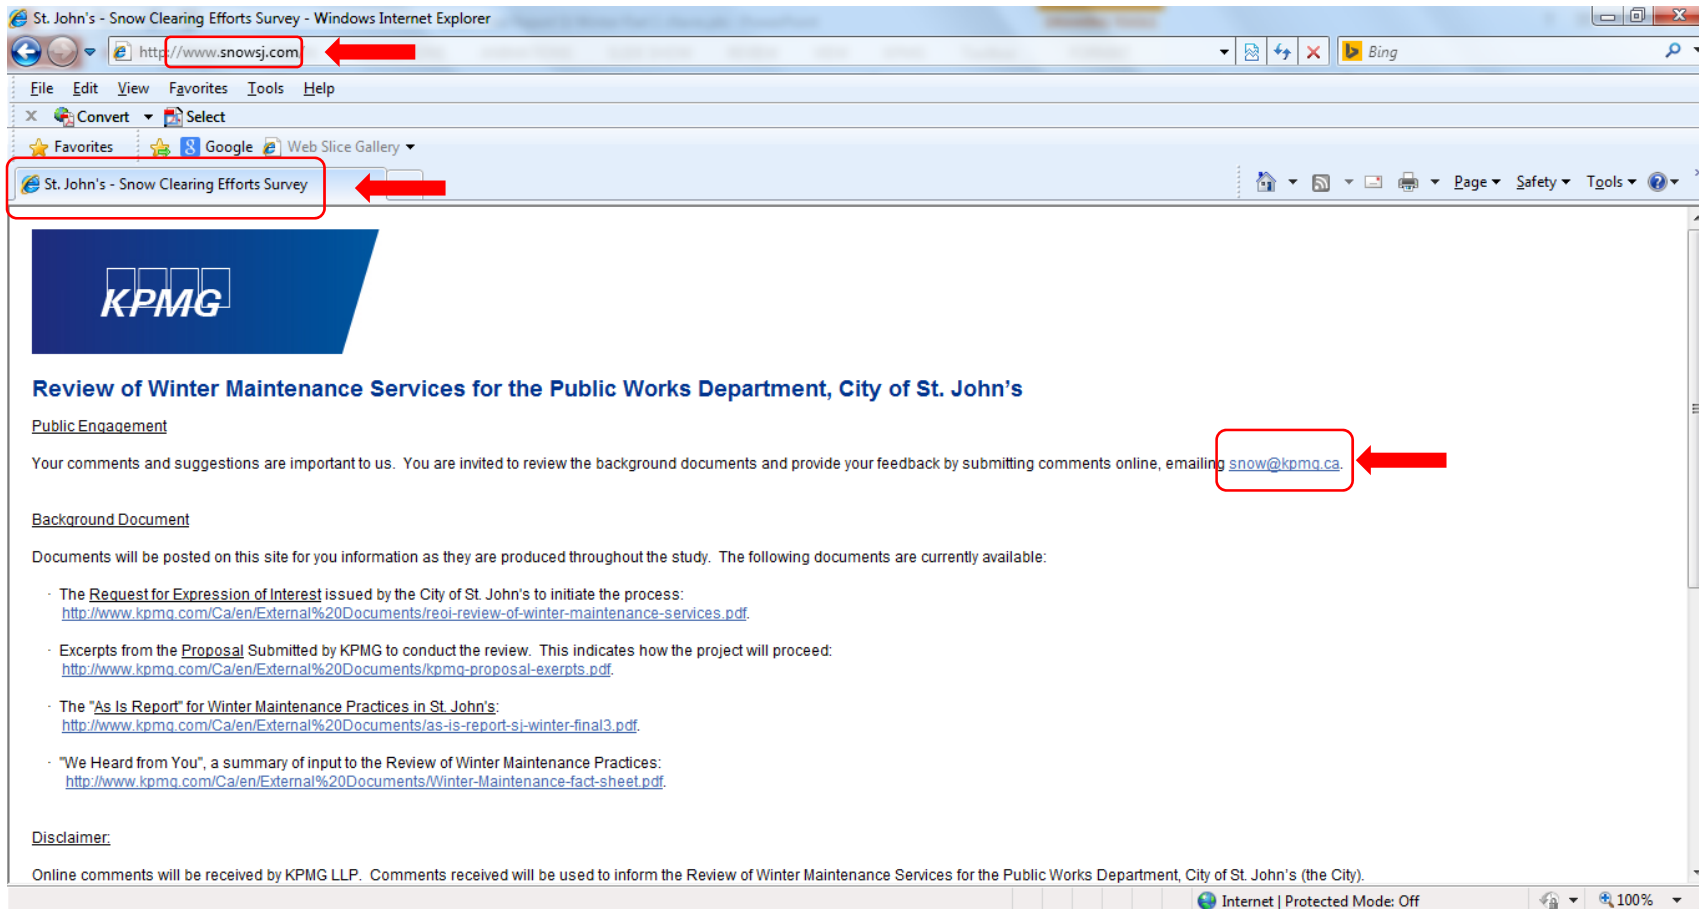 St. John's - Snow Clearing Efforts Survey - Windows Internet Explorer
http://www.snowsj.com/
Bing
File Edit View Favorites Tools Help
X Convert Select
Favorites Google Web Slice Gallery
St. John's - Snow Clearing Efforts Survey
Page Safety Tools
KPMG
Review of Winter Maintenance Services for the Public Works Department, City of St. John's
Public Engagement
Your comments and suggestions are important to us. You are invited to review the background documents and provide your feedback by submitting comments online, emailing snow@kpmg.ca.
Background Document
Documents will be posted on this site for you information as they are produced throughout the study. The following documents are currently available:
· The Request for Expression of Interest issued by the City of St. John's to initiate the process:
http://www.kpmg.com/Ca/en/External%20Documents/reoi-review-of-winter-maintenance-services.pdf.
· Excerpts from the Proposal Submitted by KPMG to conduct the review. This indicates how the project will proceed:
http://www.kpmg.com/Ca/en/External%20Documents/kpmg-proposal-exerpts.pdf.
· The "As Is Report" for Winter Maintenance Practices in St. John's:
http://www.kpmg.com/Ca/en/External%20Documents/as-is-report-sj-winter-final3.pdf.
· "We Heard from You", a summary of input to the Review of Winter Maintenance Practices:
http://www.kpmg.com/Ca/en/External%20Documents/Winter-Maintenance-fact-sheet.pdf.
Disclaimer:
Online comments will be received by KPMG LLP. Comments received will be used to inform the Review of Winter Maintenance Services for the Public Works Department, City of St. John's (the City).
Internet | Protected Mode: Off
100%